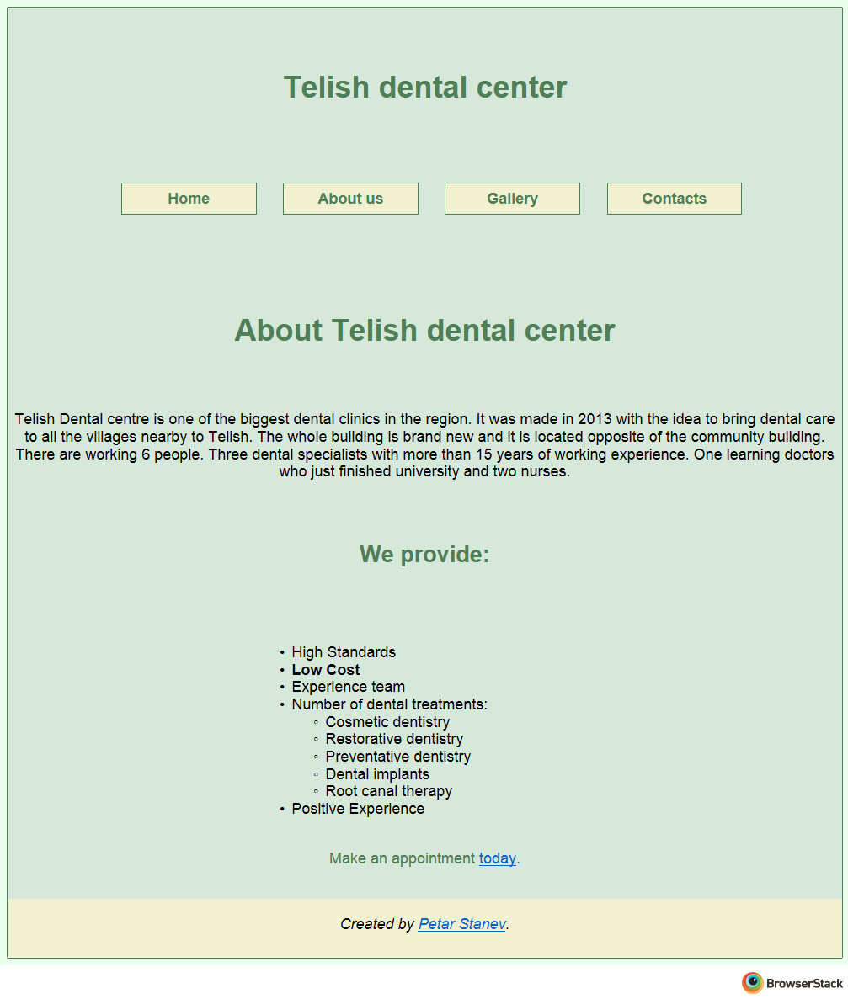 Telish dental center
Home
About us
Gallery
Contacts
About Telish dental center
Telish Dental centre is one of the biggest dental clinics in the region. It was made in 2013 with the idea to bring dental care
to all the villages nearby to Telish. The whole building is brand new and it is located opposite of the community building.
There are working 6 people. Three dental specialists with more than 15 years of working experience. One learning doctors
who just finished university and two nurses.
We provide:
• High Standards
• Low Cost
• Experience team
• Number of dental treatments:
◦ Cosmetic dentistry
◦ Restorative dentistry
◦ Preventative dentistry
◦ Dental implants
◦ Root canal therapy
• Positive Experience
Make an appointment today.
Created by Petar Stanev.
BrowserStack